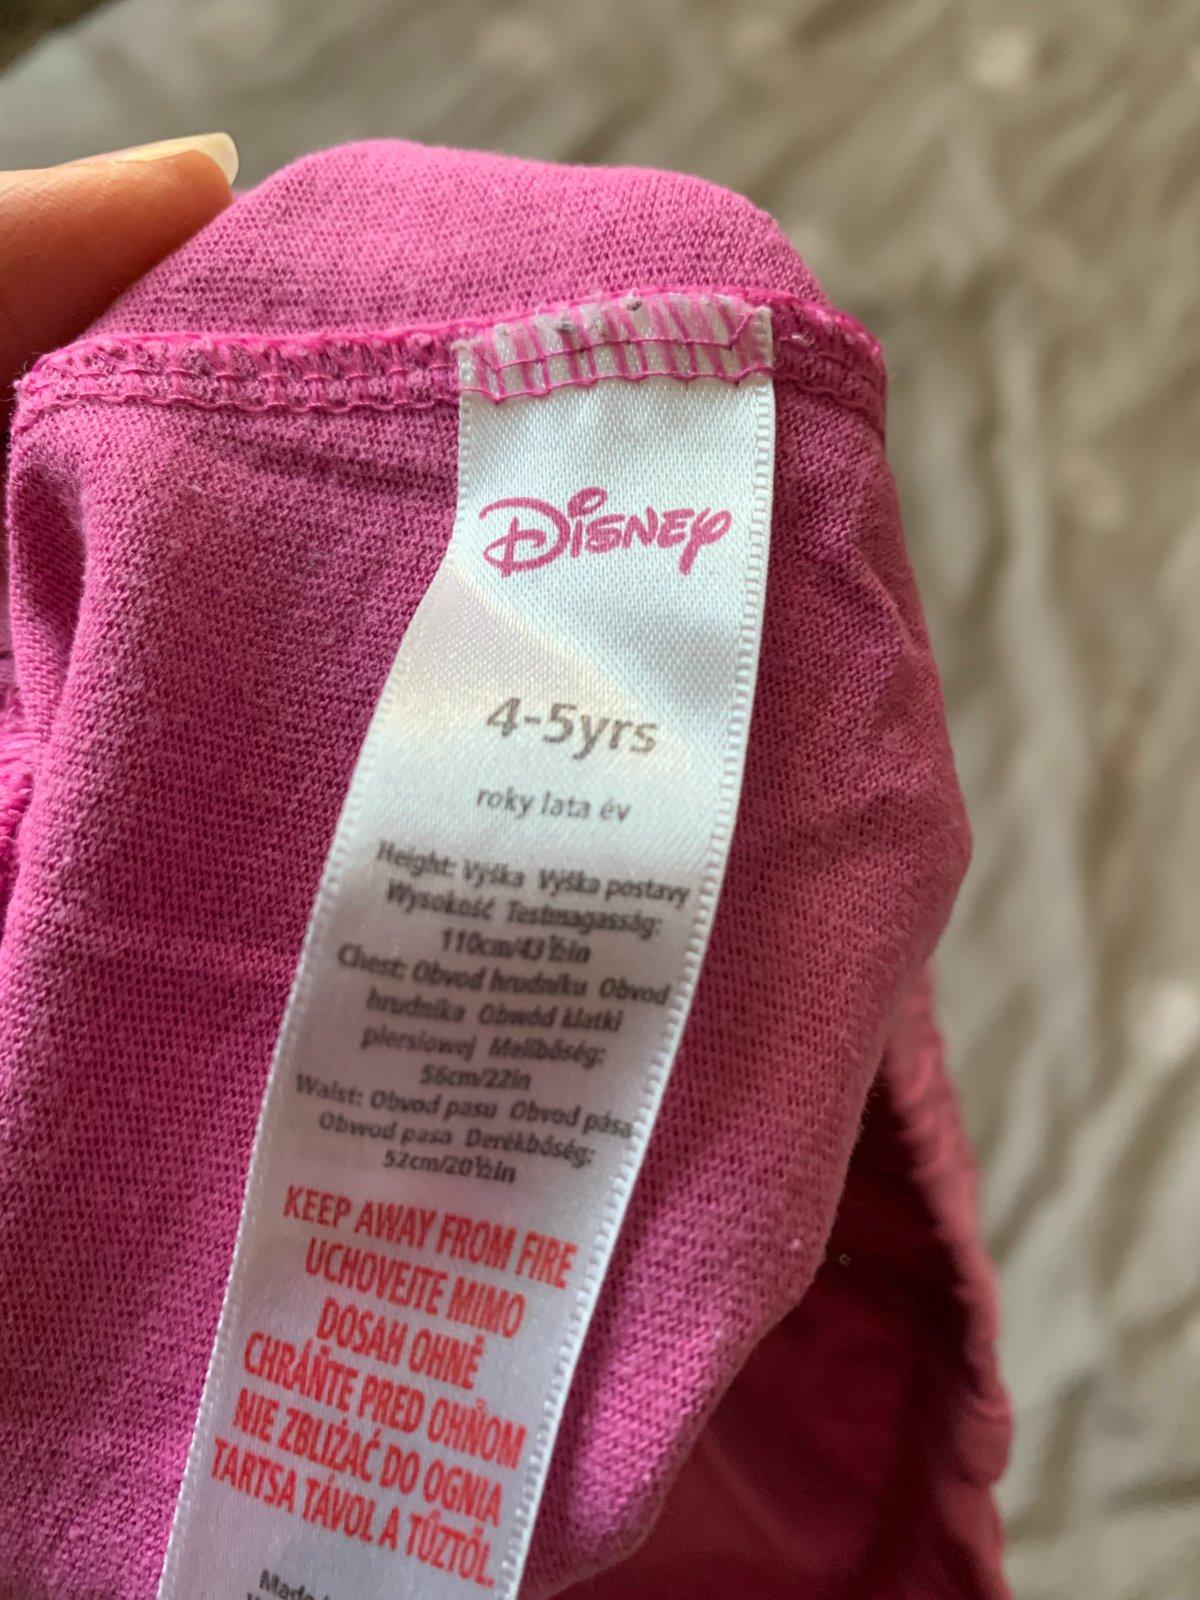 Disney
4-5yrs
roky lata év
Height: Výška Výška postavy
Wysokość Testmagasság:
110cm/43½in
Chest: Obvod hrudníku Obvod
hrudníka Obwód klatki
piersiowej Mellbőség:
56cm/22in
Waist: Obvod pasu Obvod pása
Obwod pasa Derékbőség:
52cm/20½in
KEEP AWAY FROM FIRE
UCHOVEJTE MIMO
DOSAH OHNĚ
CHRÁŇTE PRED OHŇOM
NIE ZBLIŻAĆ DO OGNIA
TARTSA TÁVOL A TŰZTŐL.
Made